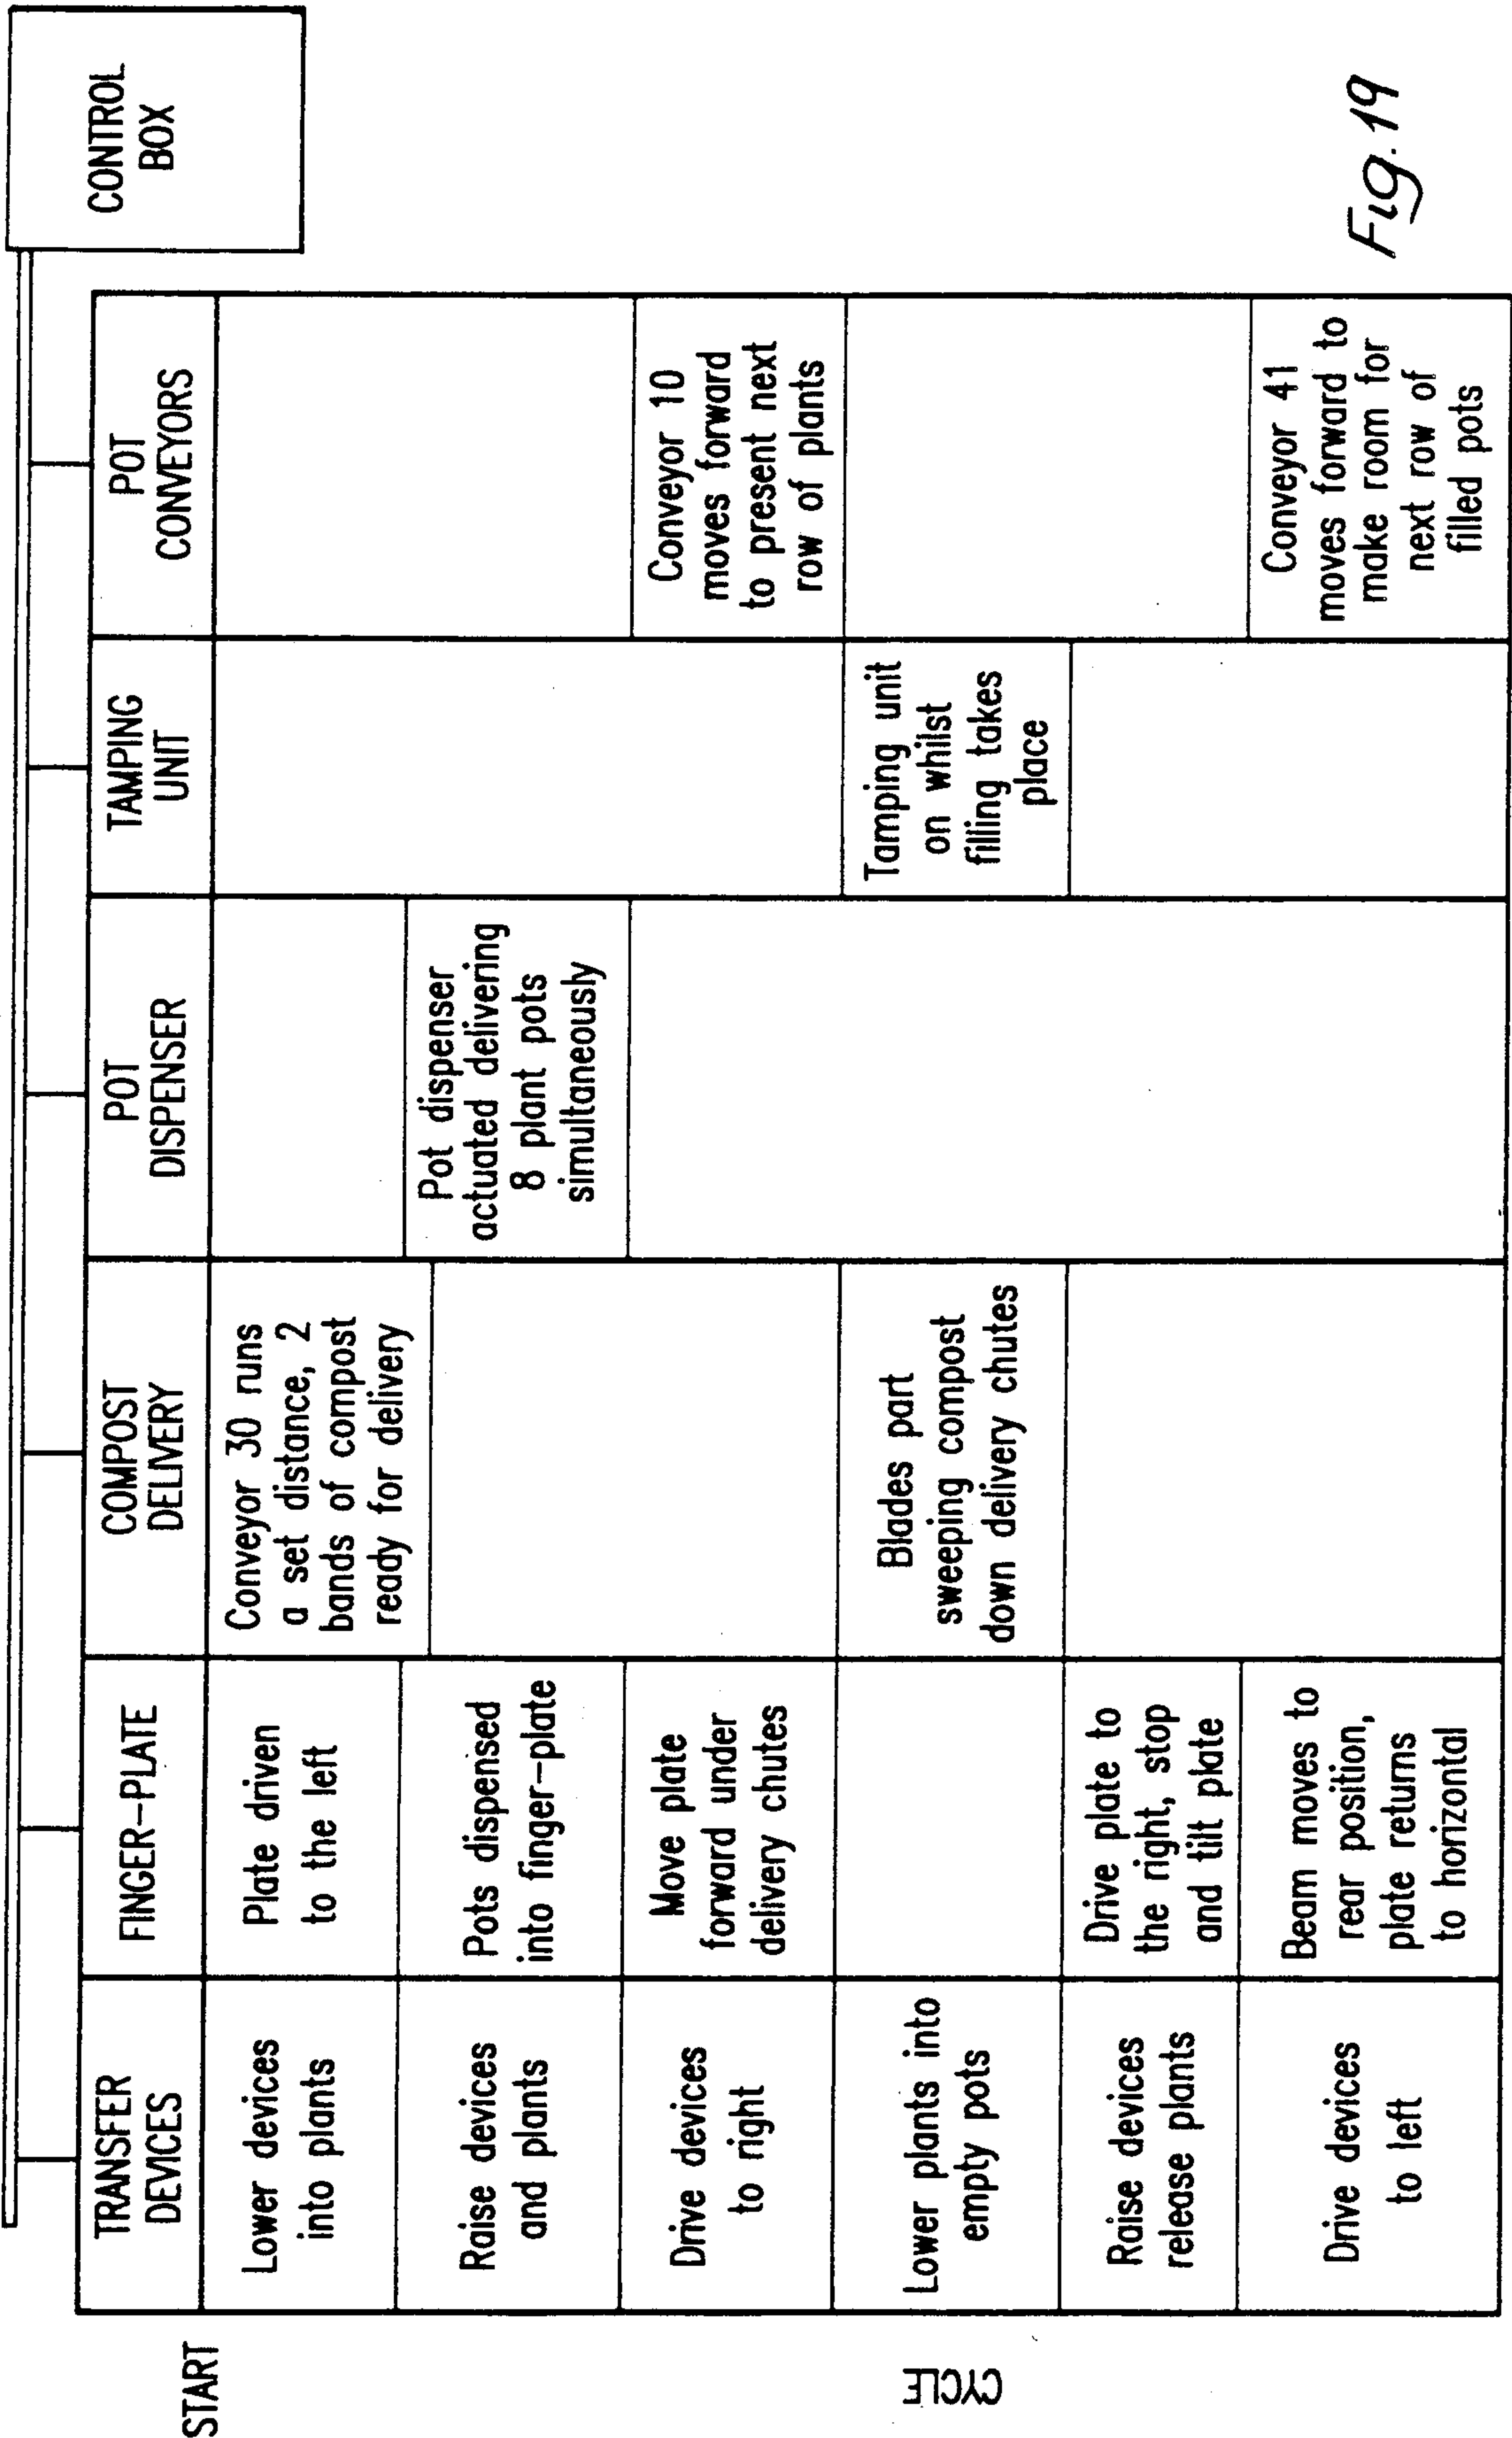 CONTROL
BOX
TRANSFER
DEVICES
FINGER-PLATE
COMPOST
DELIVERY
POT
DISPENSER
TAMPING
UNIT
POT
CONVEYORS
START
Lower devices
into plants
Plate driven
to the left
Conveyor 30 runs
a set distance, 2
bands of compost
ready for delivery
Raise devices
and plants
Pots dispensed
into finger-plate
Pot dispenser
actuated delivering
8 plant pots
simultaneously
Drive devices
to right
Move plate
forward under
delivery chutes
Conveyor 10
moves forward
to present next
row of plants
CYCLE
Lower plants into
empty pots
Blades part
sweeping compost
down delivery chutes
Tamping unit
on whilst
filling takes
place
Raise devices
release plants
Drive plate to
the right, stop
and tilt plate
Drive devices
to left
Beam moves to
rear position,
plate returns
to horizontal
Conveyor 41
moves forward to
make room for
next row of
filled pots
Fig. 19